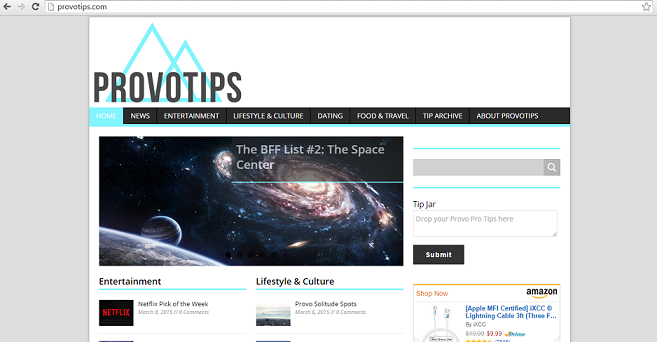 provotips.com
PROVOTIPS
HOME NEWS ENTERTAINMENT LIFESTYLE & CULTURE DATING FOOD & TRAVEL TIP ARCHIVE ABOUT PROVOTIPS
The BFF List #2: The Space
Center
Tip Jar
Drop your Provo Pro Tips here
Submit
Entertainment
NETFLIX
Netflix Pick of the Week
March 8, 2015 // 0 Comments
Lifestyle & Culture
Provo Solitude Spots
March 6, 2015 // 0 Comments
Shop Now
amazon
[Apple MFI Certified] iXCC ®
Lightning Cable 3ft (Three F...
By iXCC
$19.99 $9.99 Prime